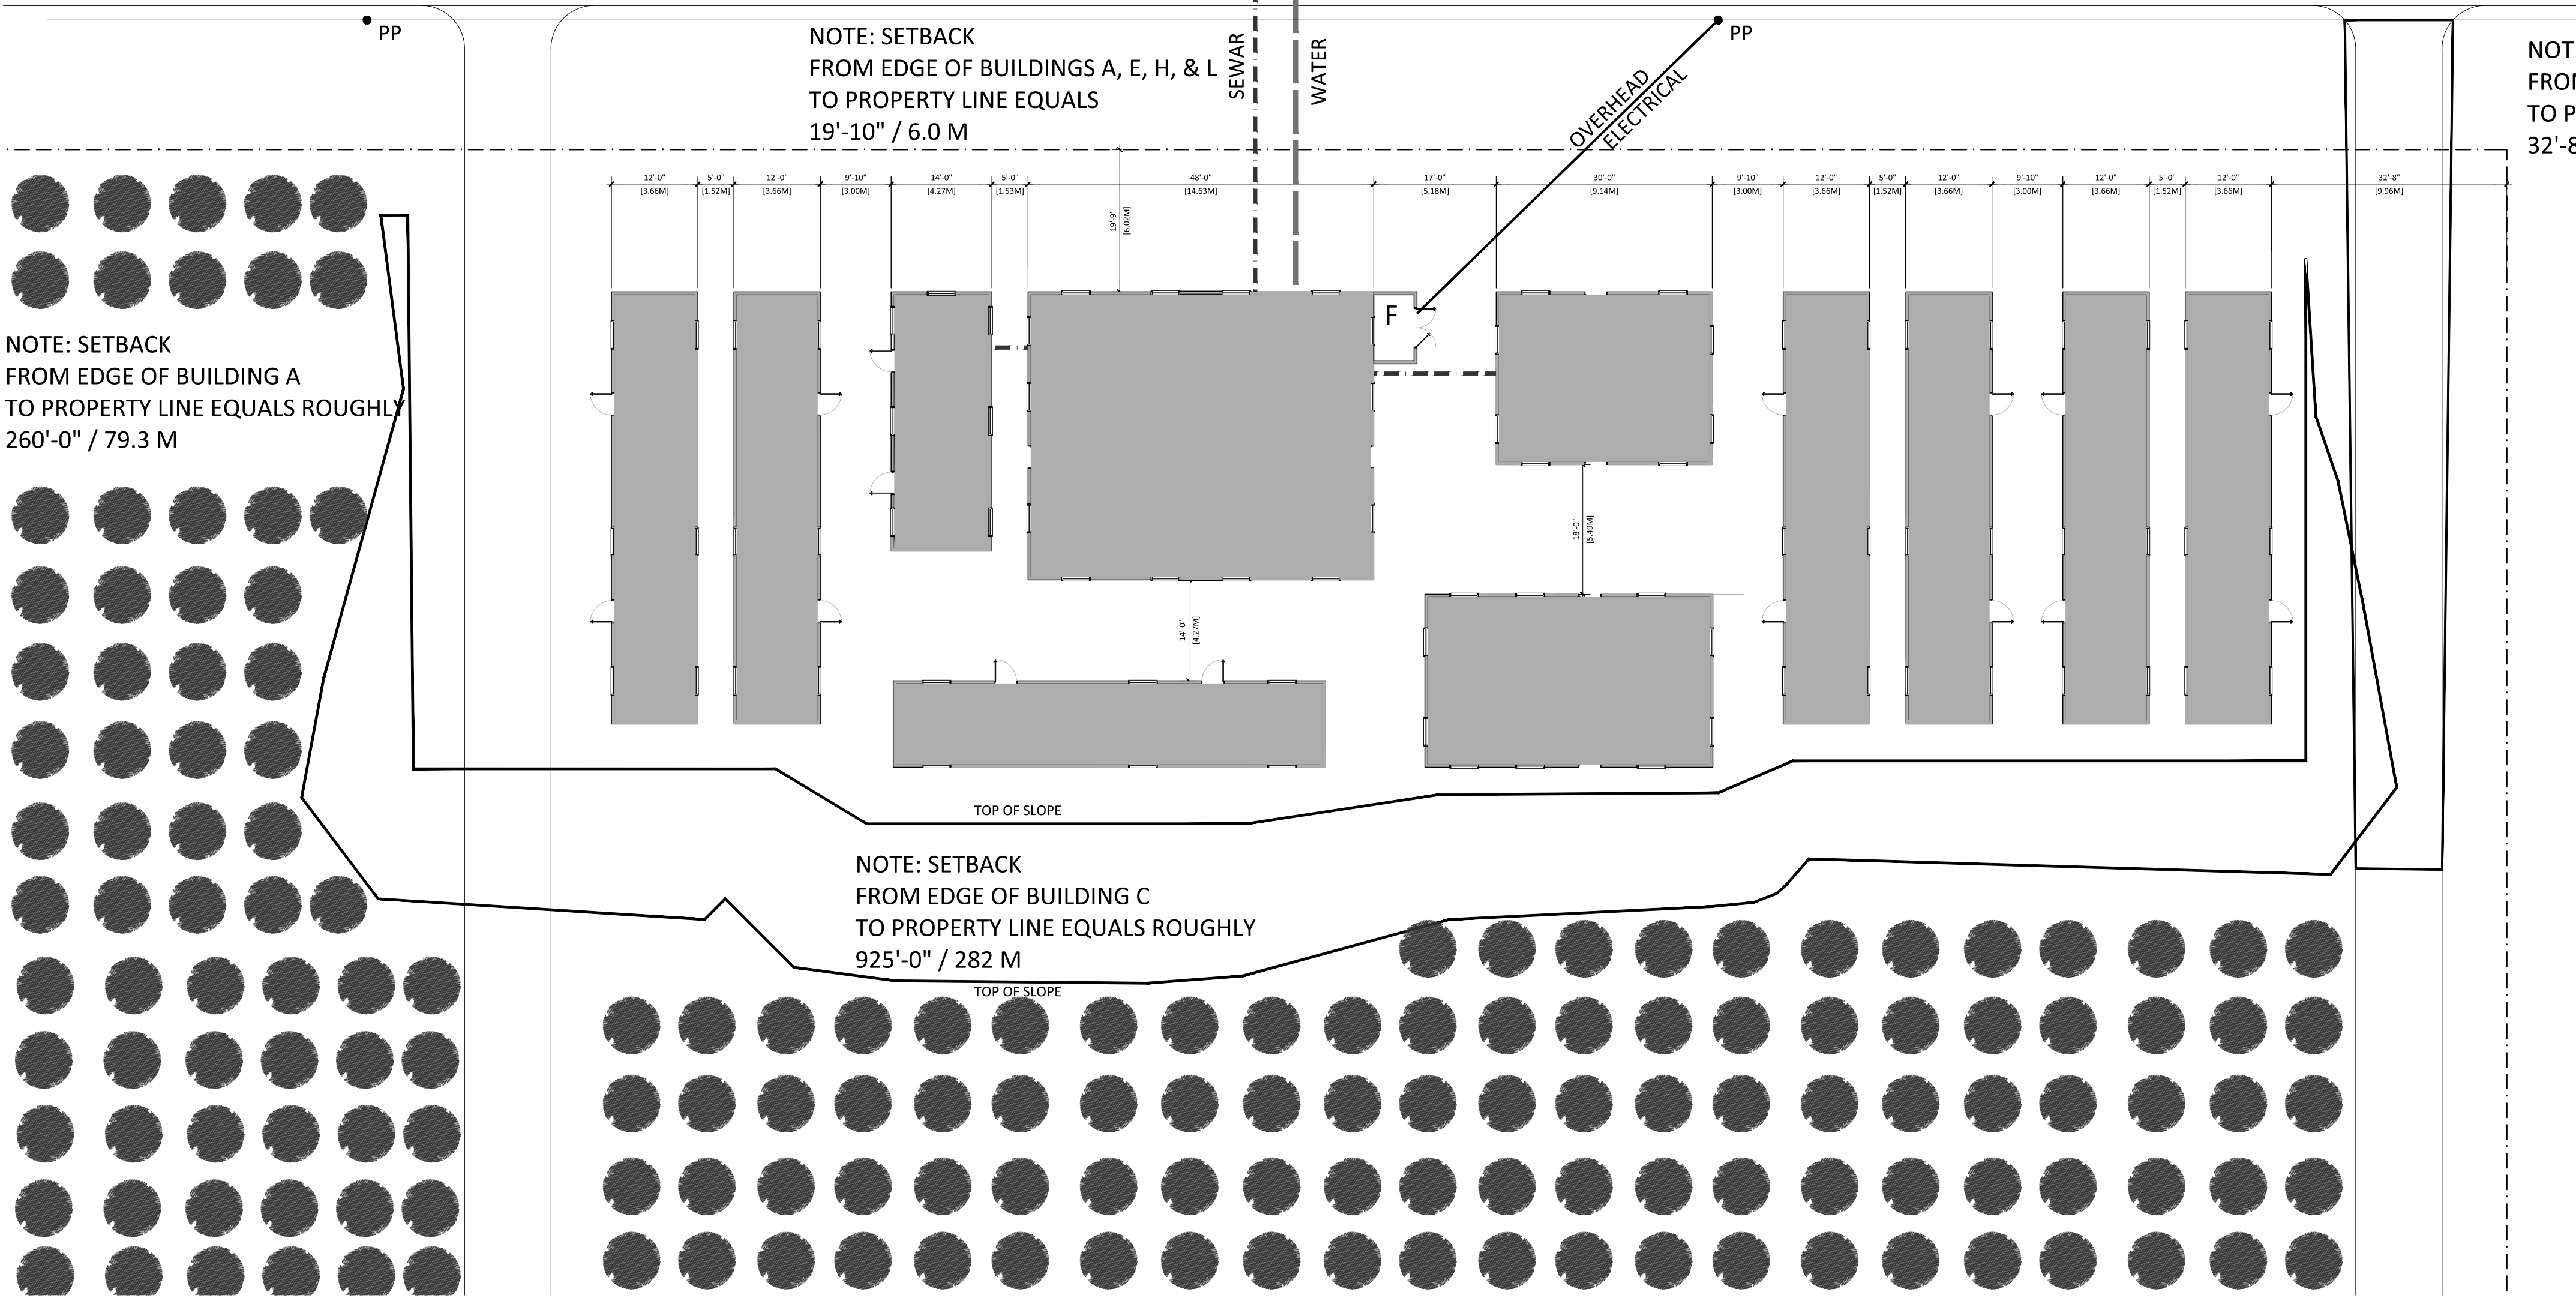 PP
NOTE: SETBACK
FROM EDGE OF BUILDINGS A, E, H, & L
TO PROPERTY LINE EQUALS
19'-10" / 6.0 M
SEWAR
WATER
OVERHEAD
ELECTRICAL
PP
NOT
FROM
TO P
32'-8
12'-0"
[3.66M]
5'-0"
[1.52M]
12'-0"
[3.66M]
9'-10"
[3.00M]
14'-0"
[4.27M]
5'-0"
[1.53M]
48'-0"
[14.63M]
17'-0"
[5.18M]
30'-0"
[9.14M]
9'-10"
[3.00M]
12'-0"
[3.66M]
5'-0"
[1.52M]
12'-0"
[3.66M]
9'-10"
[3.00M]
12'-0"
[3.66M]
5'-0"
[1.52M]
12'-0"
[3.66M]
32'-8"
[9.96M]
19'-9"
[6.02M]
F
NOTE: SETBACK
FROM EDGE OF BUILDING A
TO PROPERTY LINE EQUALS ROUGHLY
260'-0" / 79.3 M
18'-0"
[5.49M]
14'-0"
[4.27M]
TOP OF SLOPE
NOTE: SETBACK
FROM EDGE OF BUILDING C
TO PROPERTY LINE EQUALS ROUGHLY
925'-0" / 282 M
TOP OF SLOPE